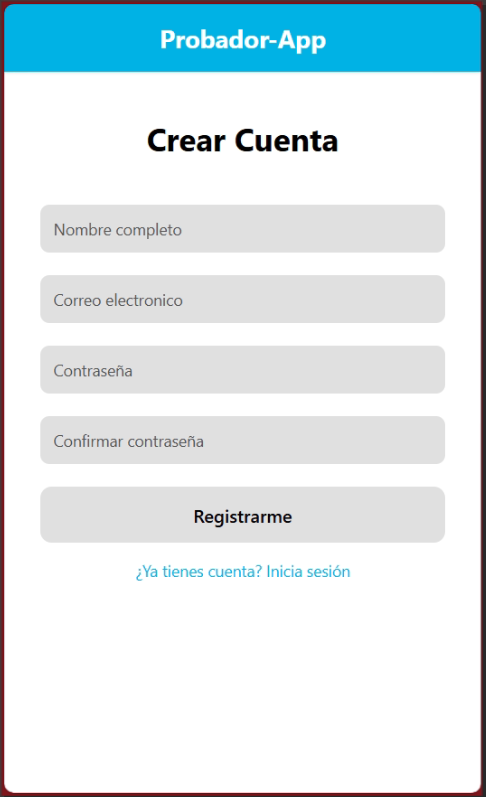 Probador-App
Crear Cuenta
Nombre completo
Correo electronico
Contraseña
Confirmar contraseña
Registrarme
¿Ya tienes cuenta? Inicia sesión